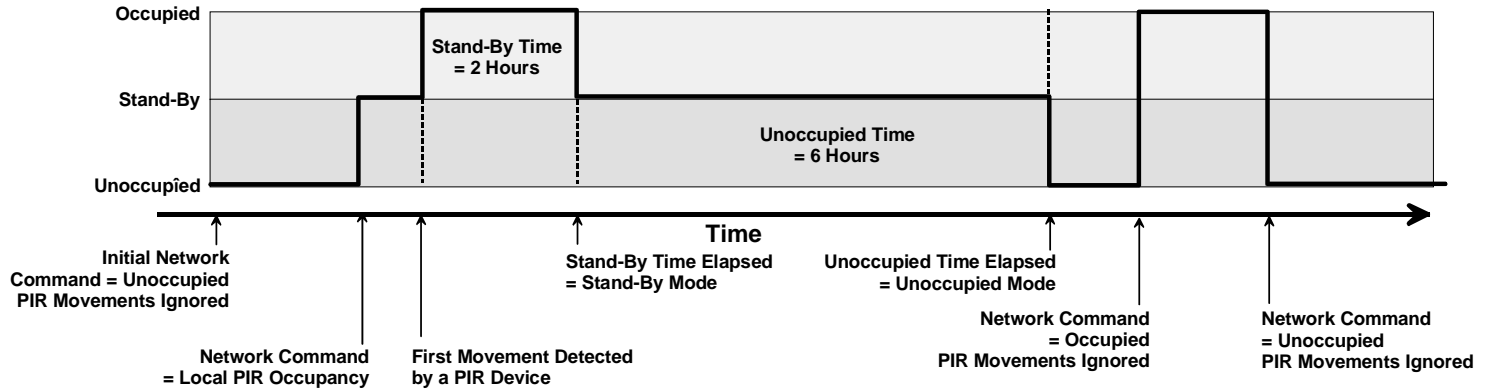 Occupied
Stand-By Time
= 2 Hours
Stand-By
Unoccupied Time
= 6 Hours
Unoccupîed
Time
Initial Network
Command = Unoccupied
PIR Movements Ignored
Stand-By Time Elapsed
= Stand-By Mode
Unoccupied Time Elapsed
= Unoccupied Mode
Network Command
= Local PIR Occupancy
First Movement Detected
by a PIR Device
Network Command
= Occupied
PIR Movements Ignored
Network Command
= Unoccupied
PIR Movements Ignored